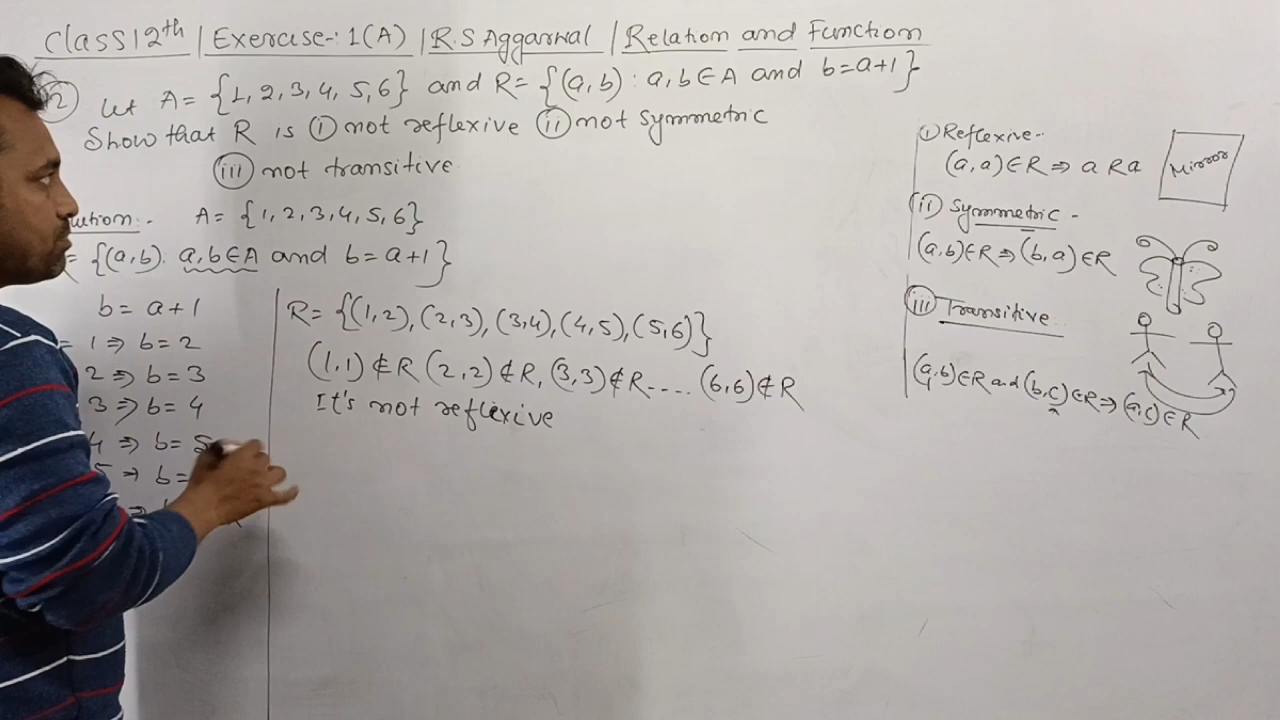 Class 12th | Exercise-: 1(A) | R.S Aggarwal | Relation and Function
2 Let A = {1, 2, 3, 4, 5, 6} and R = {(a, b) : a, b ∈ A and b = a+1}
Show that R is (i) not reflexive (ii) not symmetric
(iii) not transitive.
ution:- A = {1, 2, 3, 4, 5, 6}
= {(a, b): a, b ∈ A and b = a+1}
b = a + 1
= 1 ⇒ b = 2
2 ⇒ b = 3
3 ⇒ b = 4
4 ⇒ b = 5
5 ⇒ b =
⇒
R = {(1, 2), (2, 3), (3, 4), (4, 5), (5, 6)}
(1, 1) ∉ R (2, 2) ∉ R, (3, 3) ∉ R .... (6, 6) ∉ R
It's not reflexive
(i) Reflexive-
(a, a) ∈ R ⇒ a R a
Mirror
(ii) Symmetric -
(a, b) ∈ R ⇒ (b, a) ∈ R
(iii) Transitive
(a, b) ∈ R and (b, c) ∈ R ⇒ (a, c) ∈ R